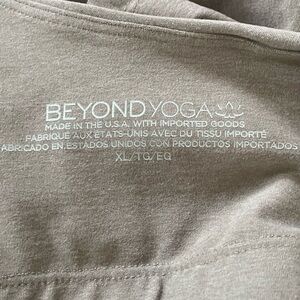 BEYOND YOGA
MADE IN THE U.S.A. WITH IMPORTED GOODS
FABRIQUE AUX ÉTATS-UNIS AVEC DU TISSU IMPORTÉ
FABRICADO EN ESTADOS UNIDOS CON PRODUCTOS IMPORTADOS
XL/TG/EG